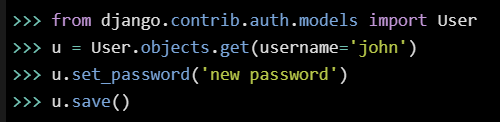 >>> from django.contrib.auth.models import User
>>> u = User.objects.get(username='john')
>>> u.set_password('new password')
>>> u.save()